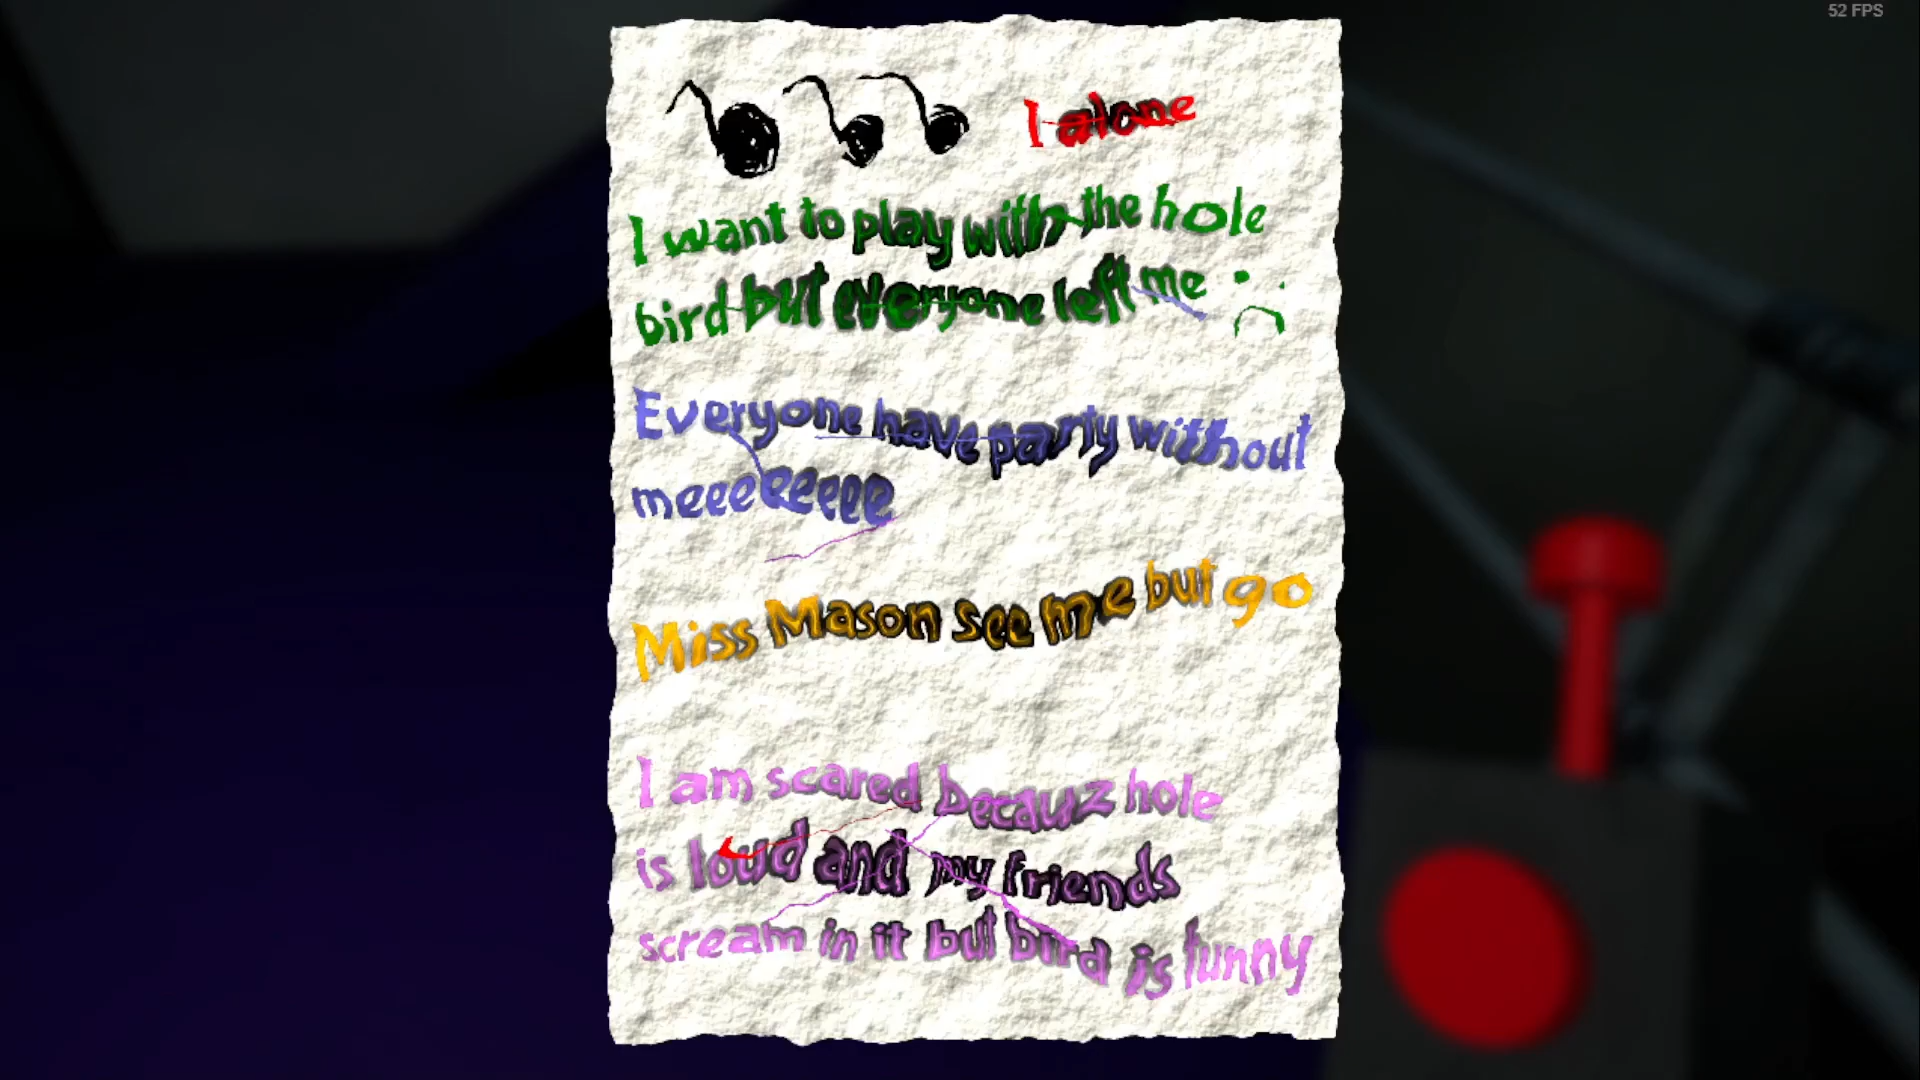 52 FPS
I alone
I want to play with the hole
bird but everyone left me :(
Everyone have party without
meeeeeeee
Miss Mason see me but go
I am scared becauz hole
is loud and my friends
scream in it but bird is funny